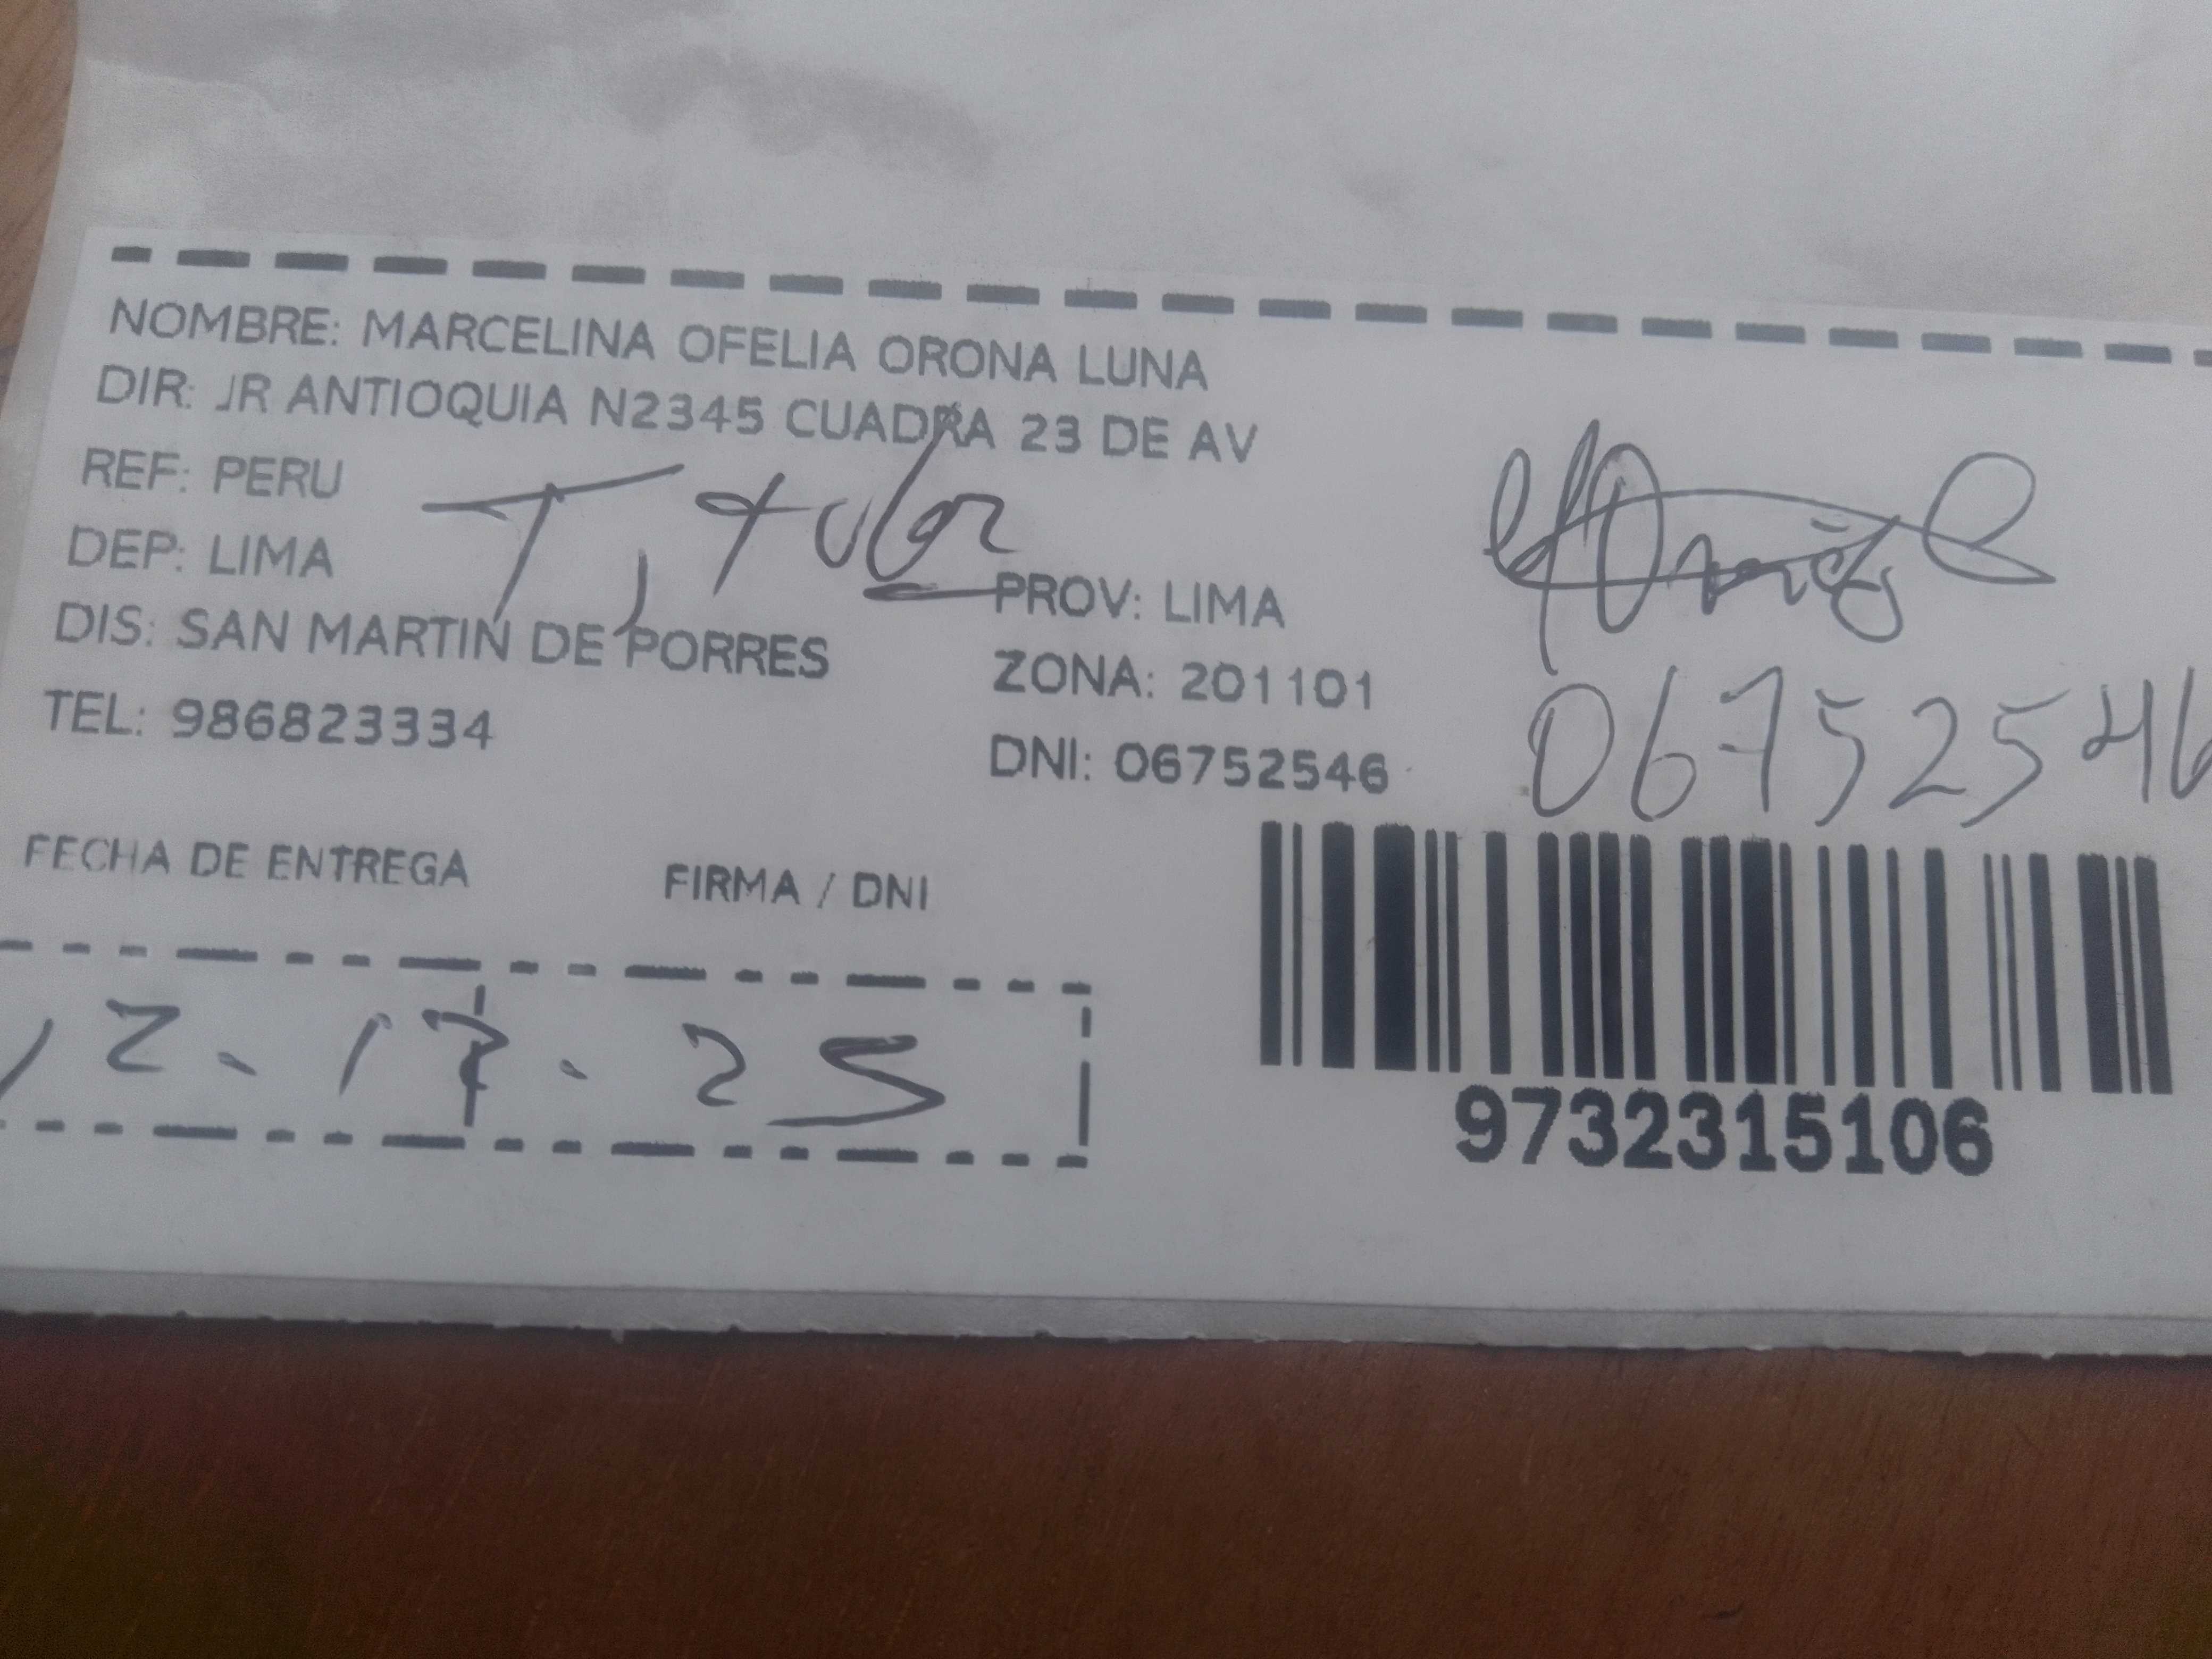 NOMBRE: MARCELINA OFELIA ORONA LUNA
DIR: JR ANTIOQUIA N2345 CUADRA 23 DE AV
REF: PERU
Titular
DEP: LIMA
PROV: LIMA
DIS: SAN MARTIN DE PORRES
ZONA: 201101
TEL: 986823334
DNI: 06752546
06752546
FECHA DE ENTREGA
FIRMA / DNI
12-17-25
9732315106